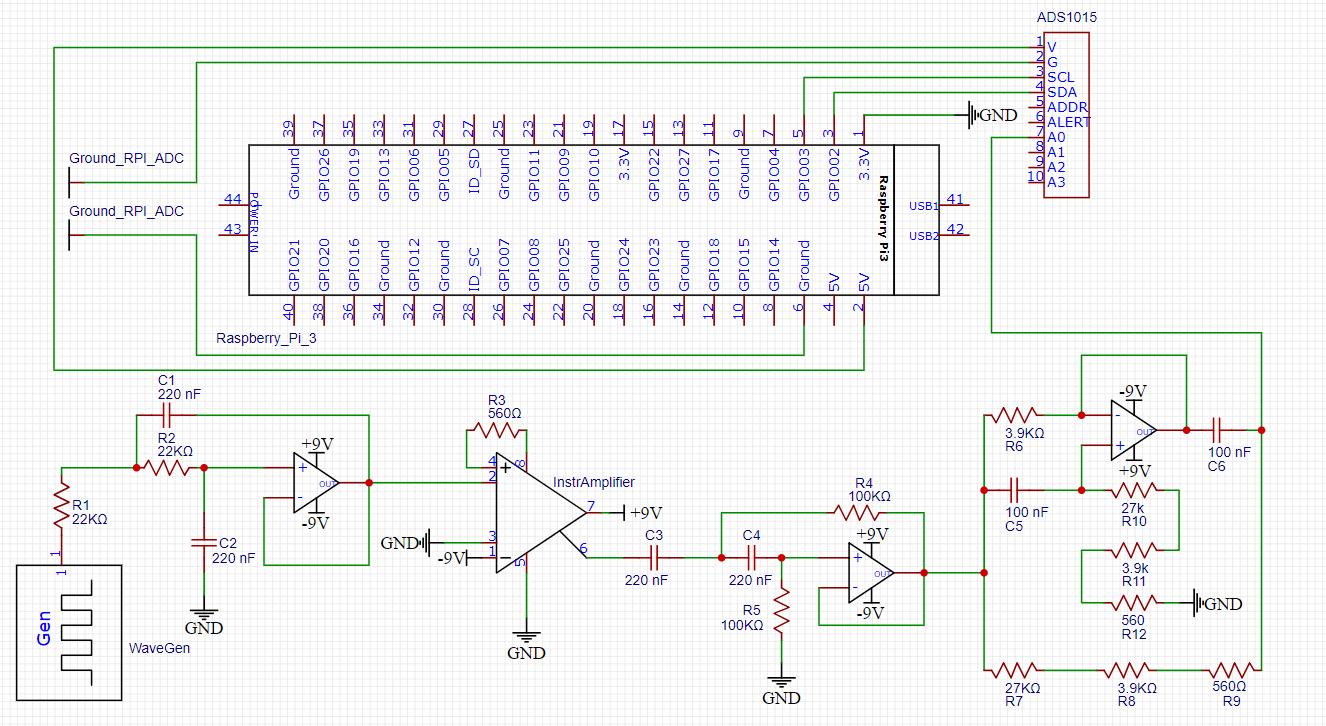 ADS1015
1 V
2 G
3 SCL
4 SDA
5 ADDR
6 ALERT
7 A0
8 A1
9 A2
10 A3
GND
39 37 35 33 31 29 27 25 23 21 19 17 15 13 11 9 7 5 3 1
Ground GPIO26 GPIO19 GPIO13 GPIO06 GPIO05 ID_SD Ground GPIO11 GPIO09 GPIO10 3.3V GPIO22 GPIO27 GPIO17 Ground GPIO04 GPIO03 GPIO02 3.3V
Ground_RPI_ADC
Ground_RPI_ADC
44
43
POWER IN
Raspberry Pi3
USB1 41
USB2 42
GPIO21 GPIO20 GPIO16 Ground GPIO12 Ground ID_SC GPIO07 GPIO08 GPIO25 Ground GPIO24 GPIO23 Ground GPIO18 GPIO15 GPIO14 Ground 5V 5V
40 38 36 34 32 30 28 26 24 22 20 18 16 14 12 10 8 6 4 2
Raspberry_Pi_3
C1
220 nF
R2
22KΩ
R1
22KΩ
1
1
Gen
WaveGen
C2
220 nF
GND
+9V
+
-
OUT
-9V
R3
560Ω
4
2
8
+
InstrAmplifier
7
+9V
GND
3
-9V
1
5
6
GND
C3
220 nF
R4
100KΩ
C4
220 nF
R5
100KΩ
GND
+9V
+
-
OUT
-9V
3.9KΩ
R6
-9V
-
+
OUT
+9V
100 nF
C6
100 nF
C5
27k
R10
3.9k
R11
560
R12
GND
27KΩ
R7
3.9KΩ
R8
560Ω
R9